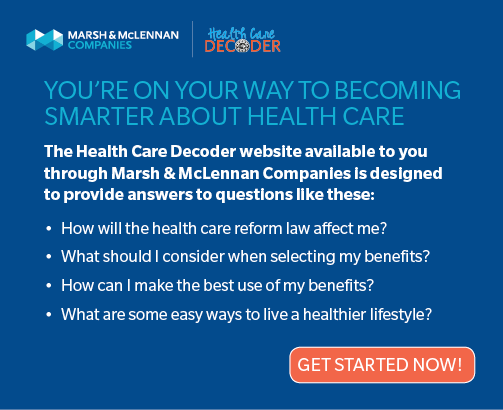 MARSH & McLENNAN
COMPANIES
Health Care
DECODER
YOU'RE ON YOUR WAY TO BECOMING
SMARTER ABOUT HEALTH CARE
The Health Care Decoder website available to you
through Marsh & McLennan Companies is designed
to provide answers to questions like these:
• How will the health care reform law affect me?
• What should I consider when selecting my benefits?
• How can I make the best use of my benefits?
• What are some easy ways to live a healthier lifestyle?
GET STARTED NOW!